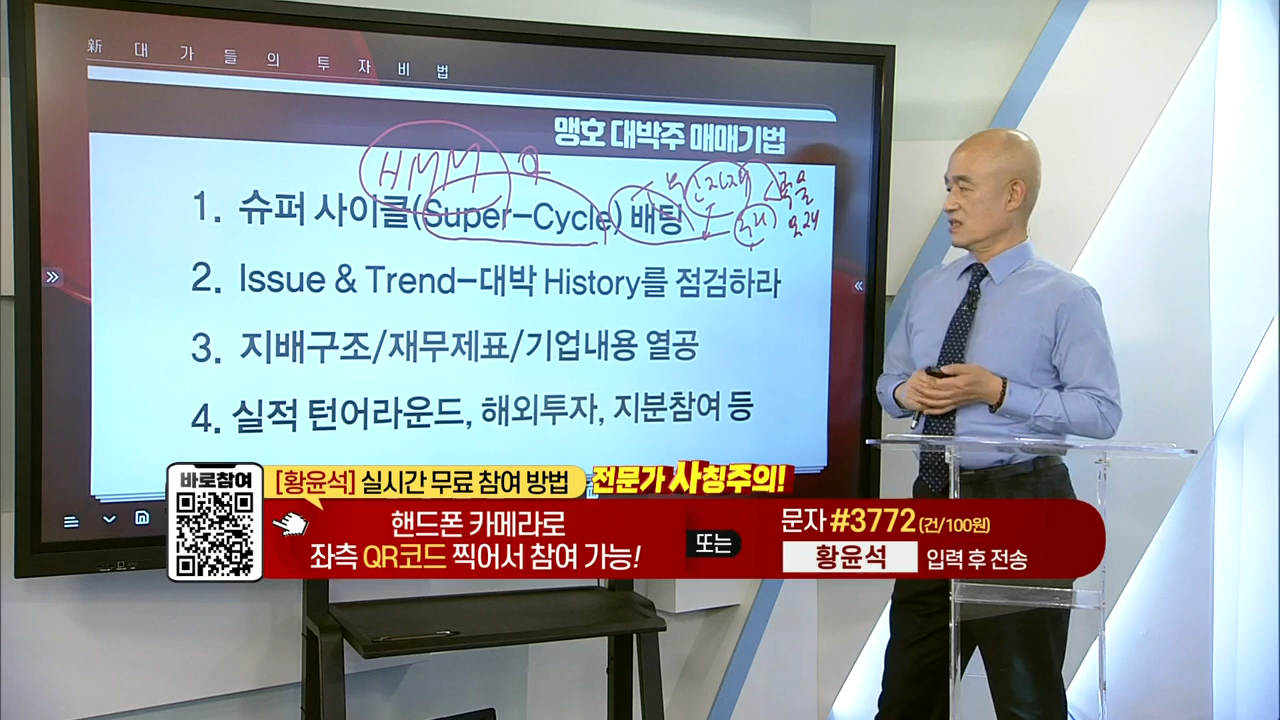 新 대 가 들 의 투 자 비 법
맹호 대박주 매매기법
HMM
1. 슈퍼 사이클(Super-Cycle) 배팅
2. Issue & Trend-대박 History를 점검하라
3. 지배구조/재무제표/기업내용 열공
4. 실적 턴어라운드, 해외투자, 지분참여 등
바로참여
[황윤석] 실시간 무료 참여 방법
전문가 사칭주의!
핸드폰 카메라로
좌측 QR코드 찍어서 참여 가능!
또는
문자 #3772 (건/100원)
황윤석 입력 후 전송